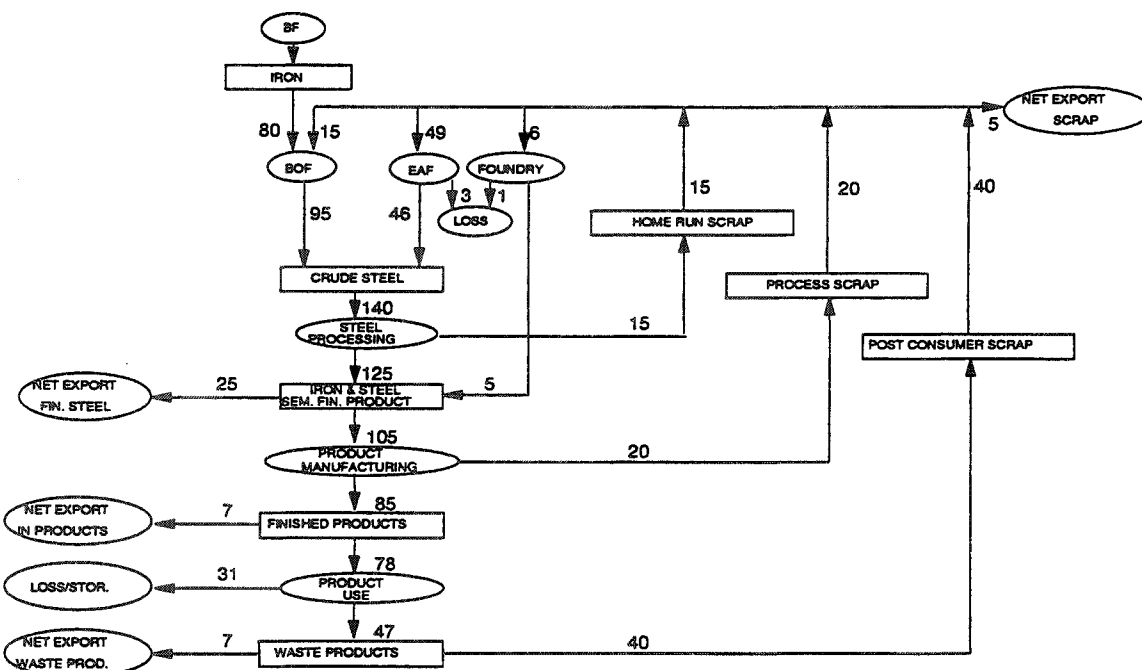 BF
IRON
NET EXPORT
SCRAP
5
80
15
49
6
BOF
EAF
FOUNDRY
3
1
LOSS
95
46
15
20
40
HOME RUN SCRAP
CRUDE STEEL
PROCESS SCRAP
140
STEEL
PROCESSING
15
POST CONSUMER SCRAP
125
NET EXPORT
FIN. STEEL
25
IRON & STEEL
SEM. FIN. PRODUCT
5
105
PRODUCT
MANUFACTURING
20
85
NET EXPORT
IN PRODUCTS
7
FINISHED PRODUCTS
78
LOSS/STOR.
31
PRODUCT
USE
47
NET EXPORT
WASTE PROD.
7
WASTE PRODUCTS
40